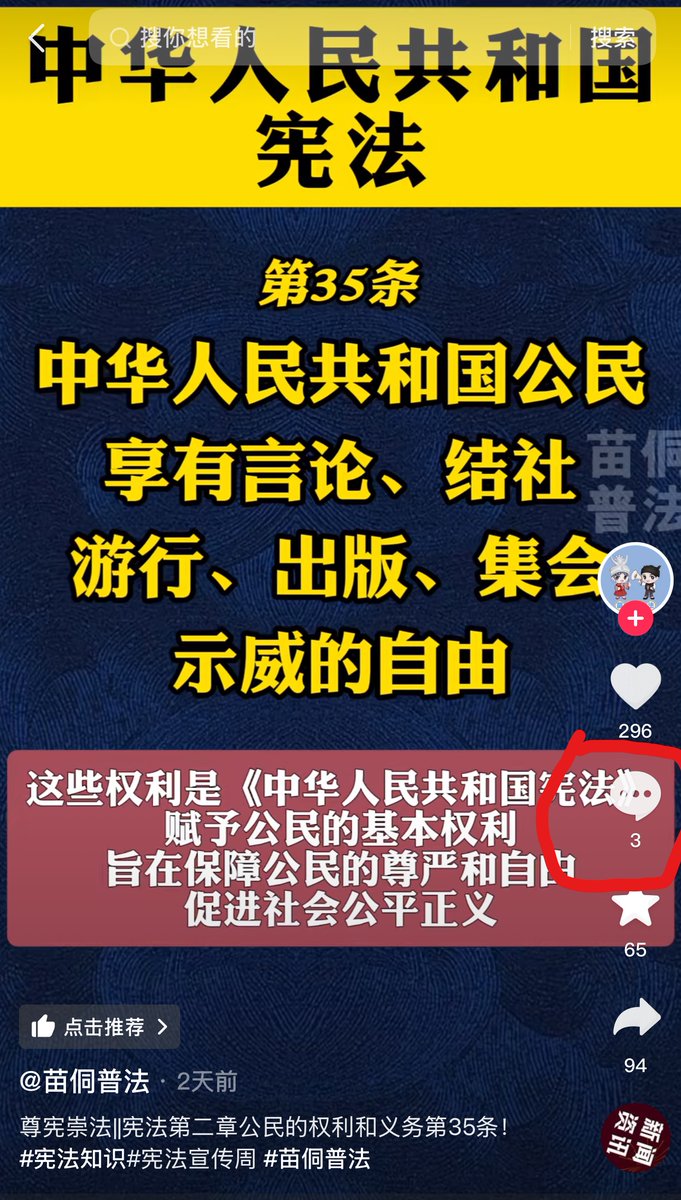 搜你想看的
搜索
中华人民共和国
宪法
第35条
中华人民共和国公民
享有言论、结社
游行、出版、集会
示威的自由
苗侗
普法
296
这些权利是《中华人民共和国宪法》
赋予公民的基本权利
旨在保障公民的尊严和自由
促进社会公平正义
3
65
94
点击推荐
@苗侗普法 · 2天前
尊宪崇法||宪法第二章公民的权利和义务第35条!
#宪法知识#宪法宣传周 #苗侗普法
新闻
资讯